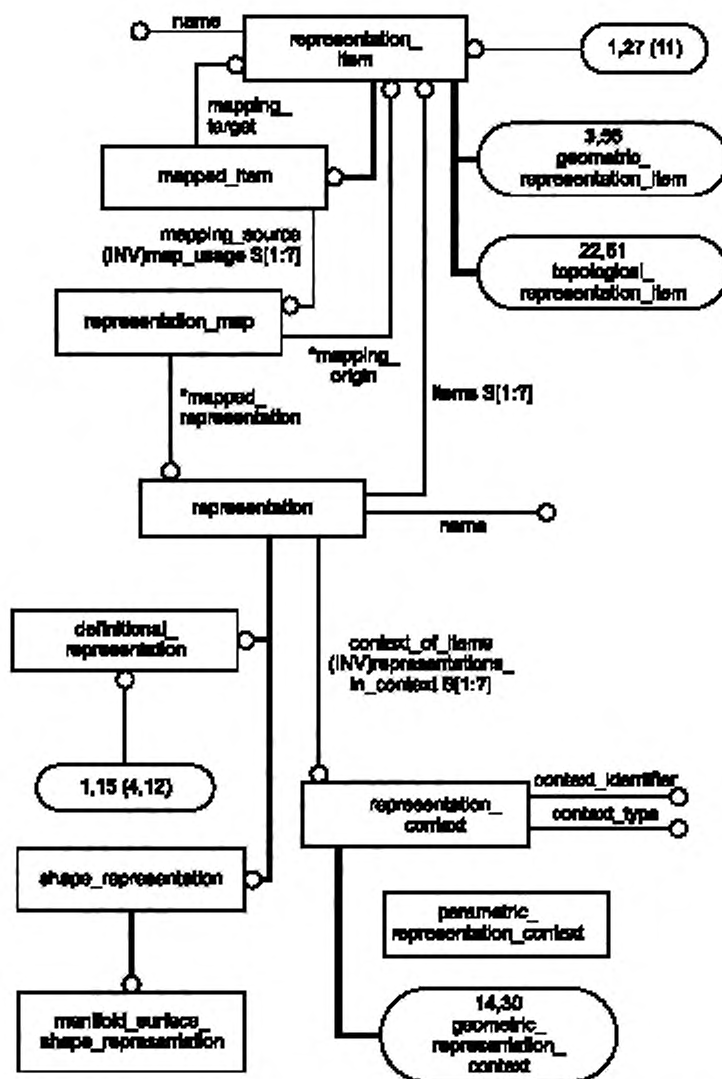 name
representation_
item
1,27 (11)
mapping_
target
3,56
geometric_
representation_item
mapped_item
mapping_source
(INV)map_usage S[1:?]
22,51
topological_
representation_item
representation_map
*mapping_
origin
items S[1:?]
*mapped_
representation
representation
name
definitional_
representation
context_of_items
(INV)representations_
in_context S[1:?]
1,15 (4,12)
context_identifier
representation_
context
context_type
shape_representation
parametric_
representation_context
manifold_surface_
shape_representation
14,30
geometric_
representation_
context